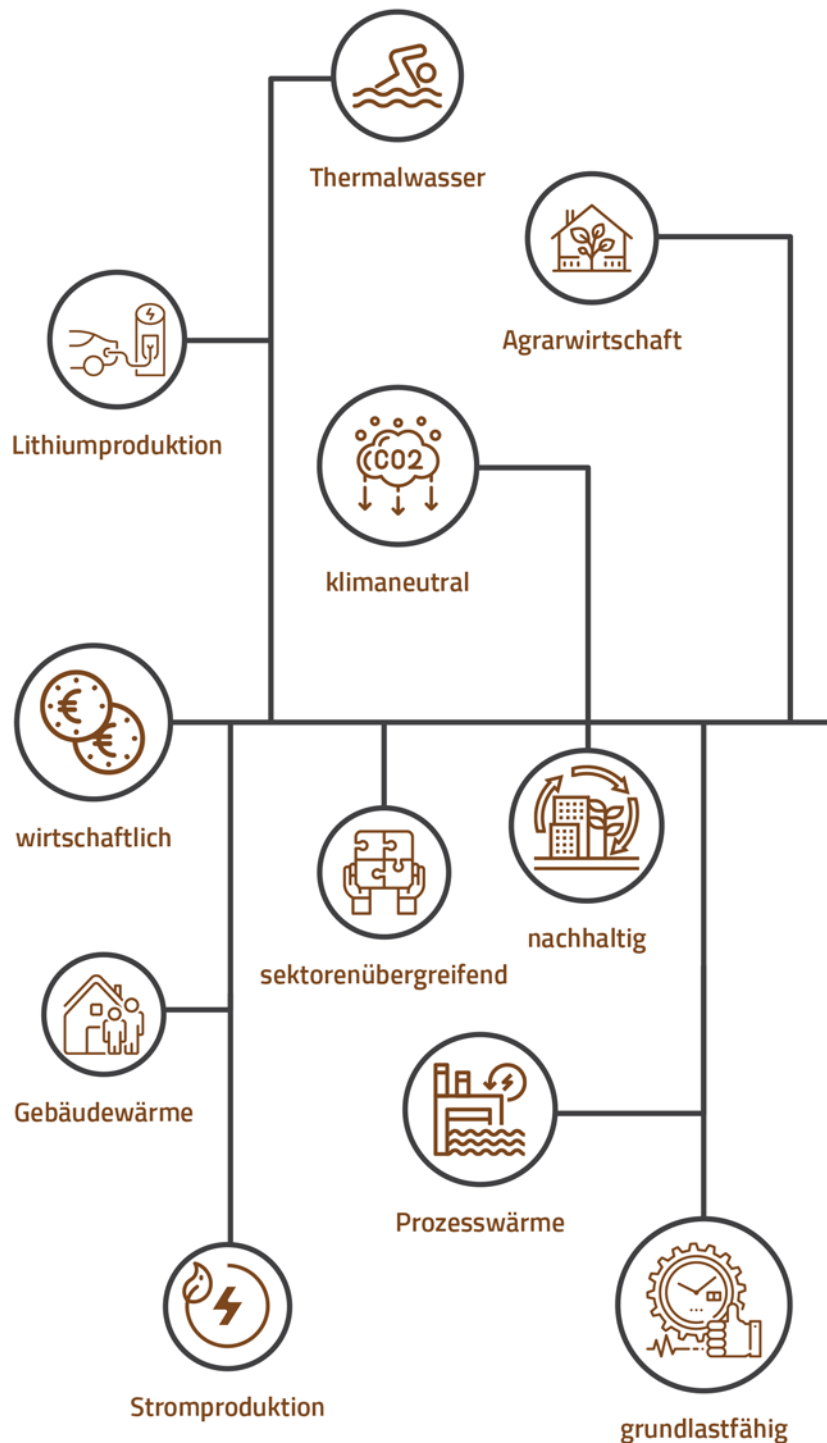 Thermalwasser
Agrarwirtschaft
Lithiumproduktion
CO2
klimaneutral
€
€
wirtschaftlich
nachhaltig
sektorenübergreifend
Gebäudewärme
Prozesswärme
Stromproduktion
grundlastfähig